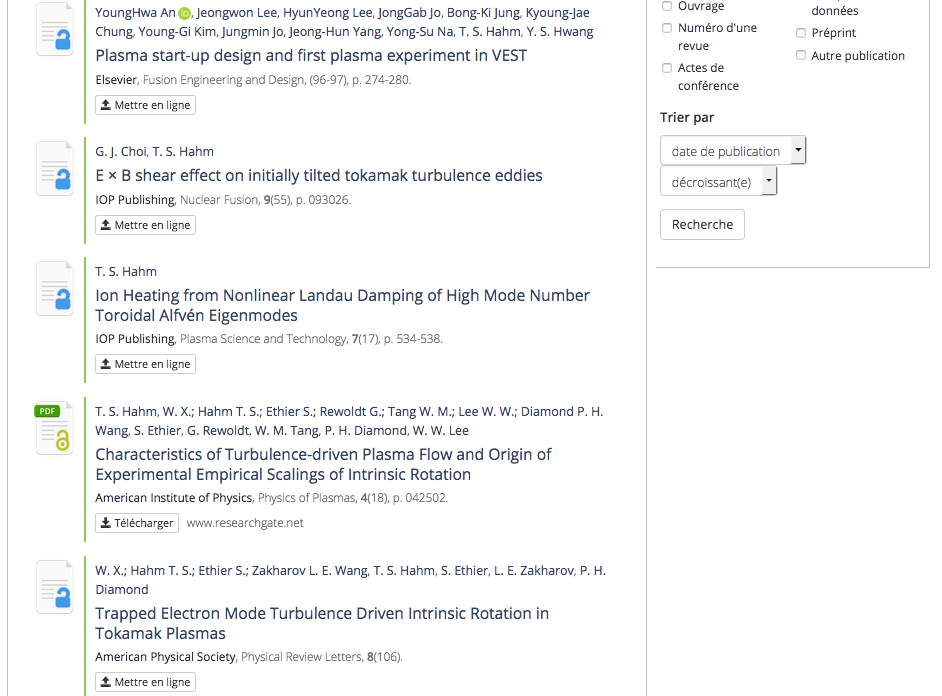 YoungHwa An, Jeongwon Lee, HyunYeong Lee, JongGab Jo, Bong-Ki Jung, Kyoung-Jae
Chung, Young-Gi Kim, Jungmin Jo, Jeong-Hun Yang, Yong-Su Na, T. S. Hahm, Y. S. Hwang
Plasma start-up design and first plasma experiment in VEST
Elsevier, Fusion Engineering and Design, (96-97), p. 274-280.
Mettre en ligne
G. J. Choi, T. S. Hahm
E × B shear effect on initially tilted tokamak turbulence eddies
IOP Publishing, Nuclear Fusion, 9(55), p. 093026.
Mettre en ligne
T. S. Hahm
Ion Heating from Nonlinear Landau Damping of High Mode Number
Toroidal Alfvén Eigenmodes
IOP Publishing, Plasma Science and Technology, 7(17), p. 534-538.
Mettre en ligne
PDF
T. S. Hahm, W. X.; Hahm T. S.; Ethier S.; Rewoldt G.; Tang W. M.; Lee W. W.; Diamond P. H.
Wang, S. Ethier, G. Rewoldt, W. M. Tang, P. H. Diamond, W. W. Lee
Characteristics of Turbulence-driven Plasma Flow and Origin of
Experimental Empirical Scalings of Intrinsic Rotation
American Institute of Physics, Physics of Plasmas, 4(18), p. 042502.
Télécharger www.researchgate.net
W. X.; Hahm T. S.; Ethier S.; Zakharov L. E. Wang, T. S. Hahm, S. Ethier, L. E. Zakharov, P. H.
Diamond
Trapped Electron Mode Turbulence Driven Intrinsic Rotation in
Tokamak Plasmas
American Physical Society, Physical Review Letters, 8(106).
Mettre en ligne
Ouvrage
Numéro d'une
revue
Actes de
conférence
données
Préprint
Autre publication
Trier par
date de publication
décroissant(e)
Recherche